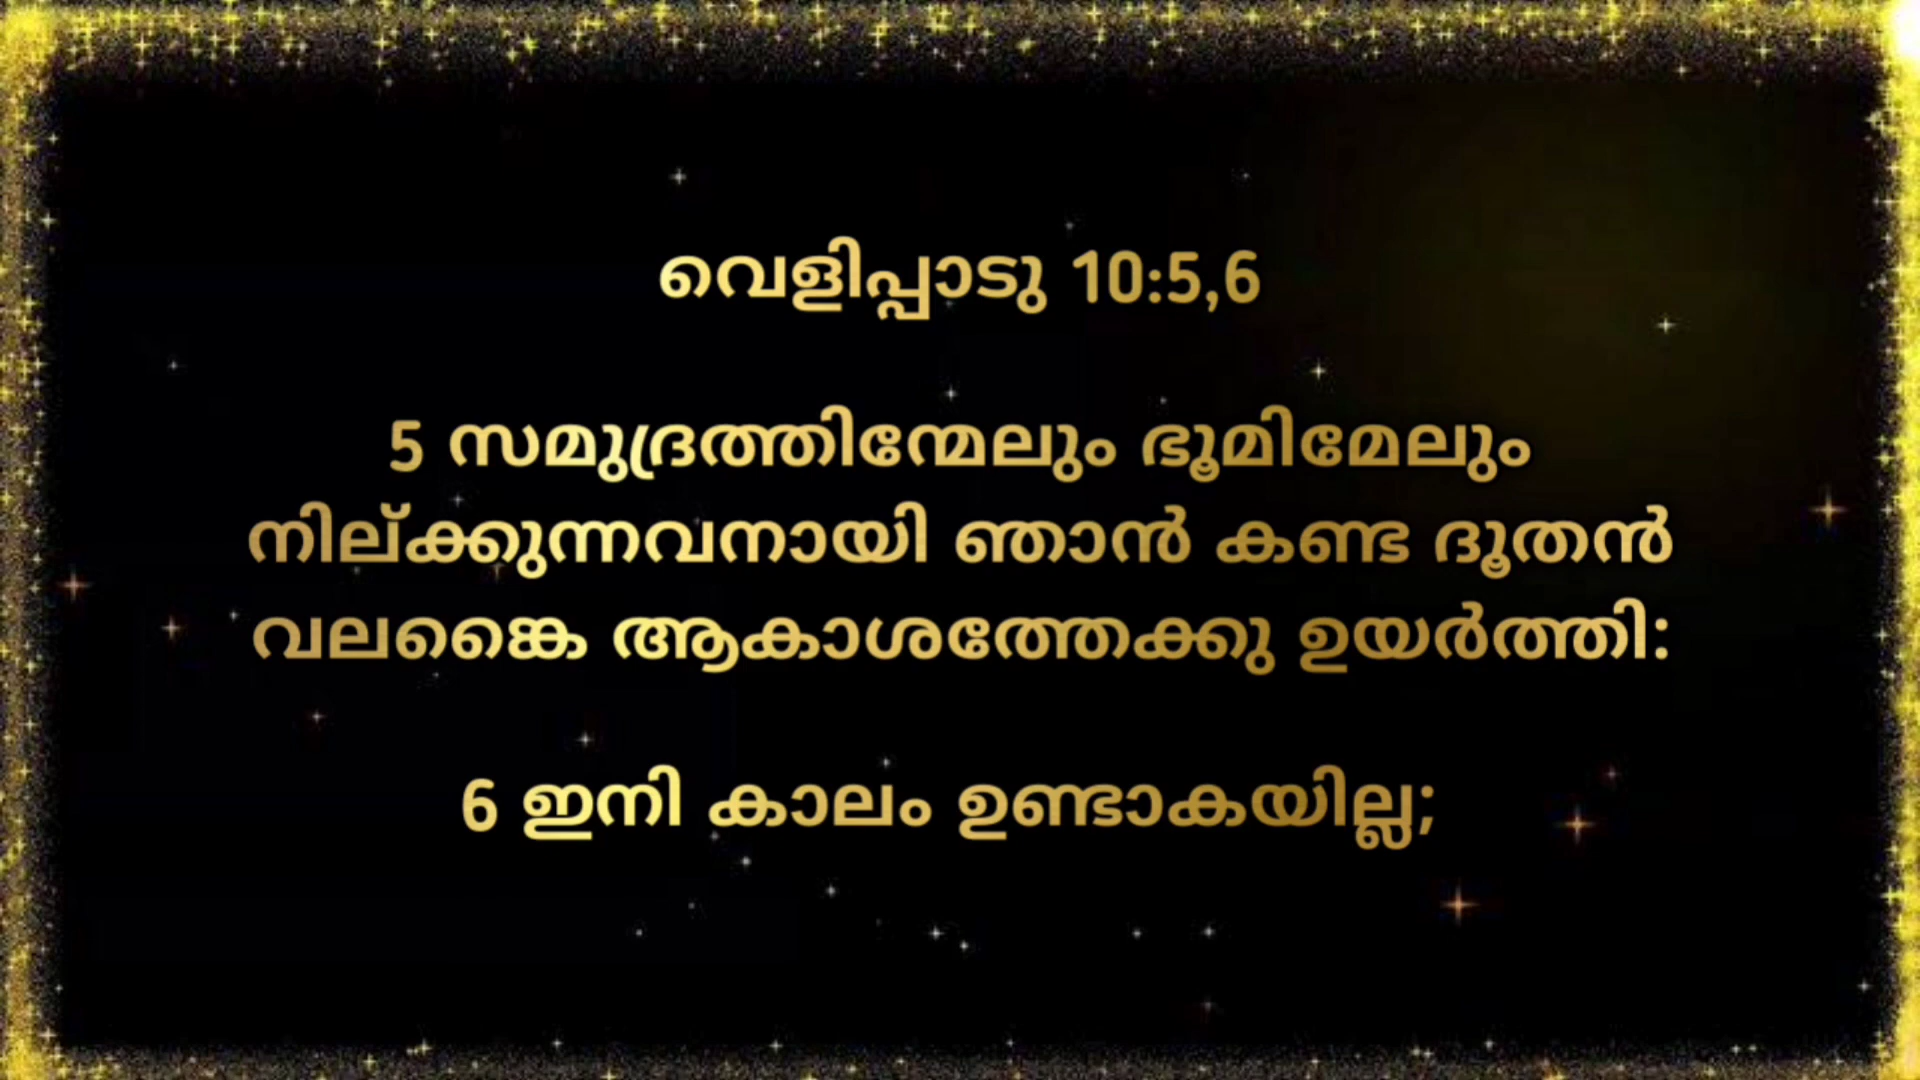 വെളിപ്പാടു 10:5,6
5 സമുദ്രത്തിന്മേലും ഭൂമിമേലും
നില്ക്കുന്നവനായി ഞാൻ കണ്ട ദൂതൻ
വലങ്കൈ ആകാശത്തേക്കു ഉയർത്തി:
6 ഇനി കാലം ഉണ്ടാകയില്ല;